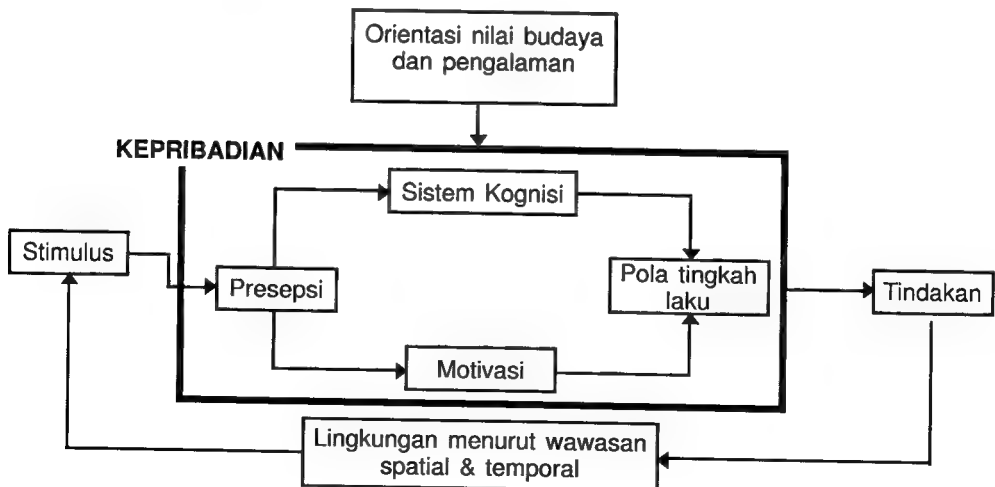 Orientasi nilai budaya
dan pengalaman
KEPRIBADIAN
Sistem Kognisi
Stimulus
Presepsi
Pola tingkah
laku
Tindakan
Motivasi
Lingkungan menurut wawasan
spatial & temporal